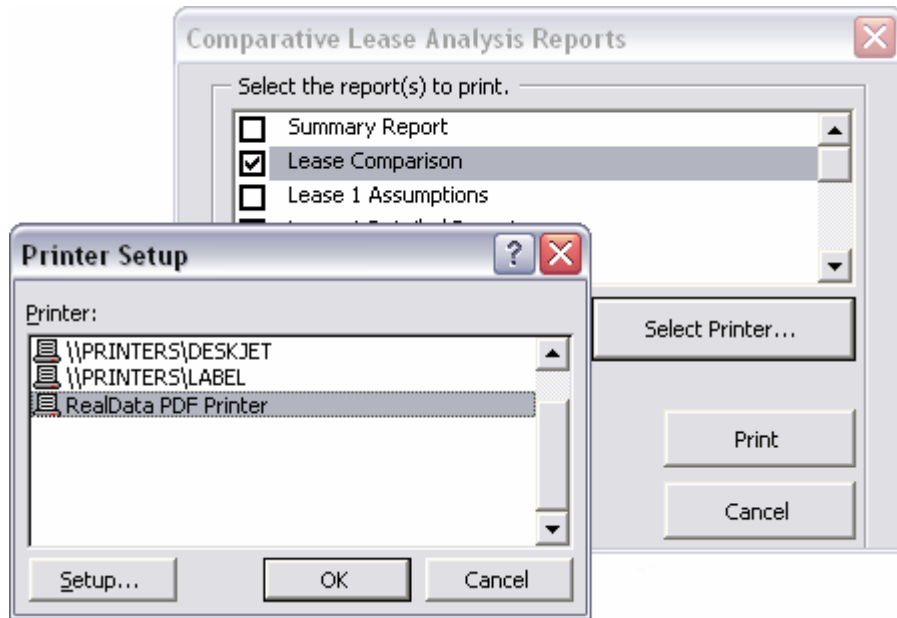 Comparative Lease Analysis Reports
Select the report(s) to print.
Summary Report
Lease Comparison
Lease 1 Assumptions
Select Printer...
Print
Cancel
Printer Setup
Printer:
\\PRINTERS\DESKJET
\\PRINTERS\LABEL
RealData PDF Printer
Setup...
OK
Cancel